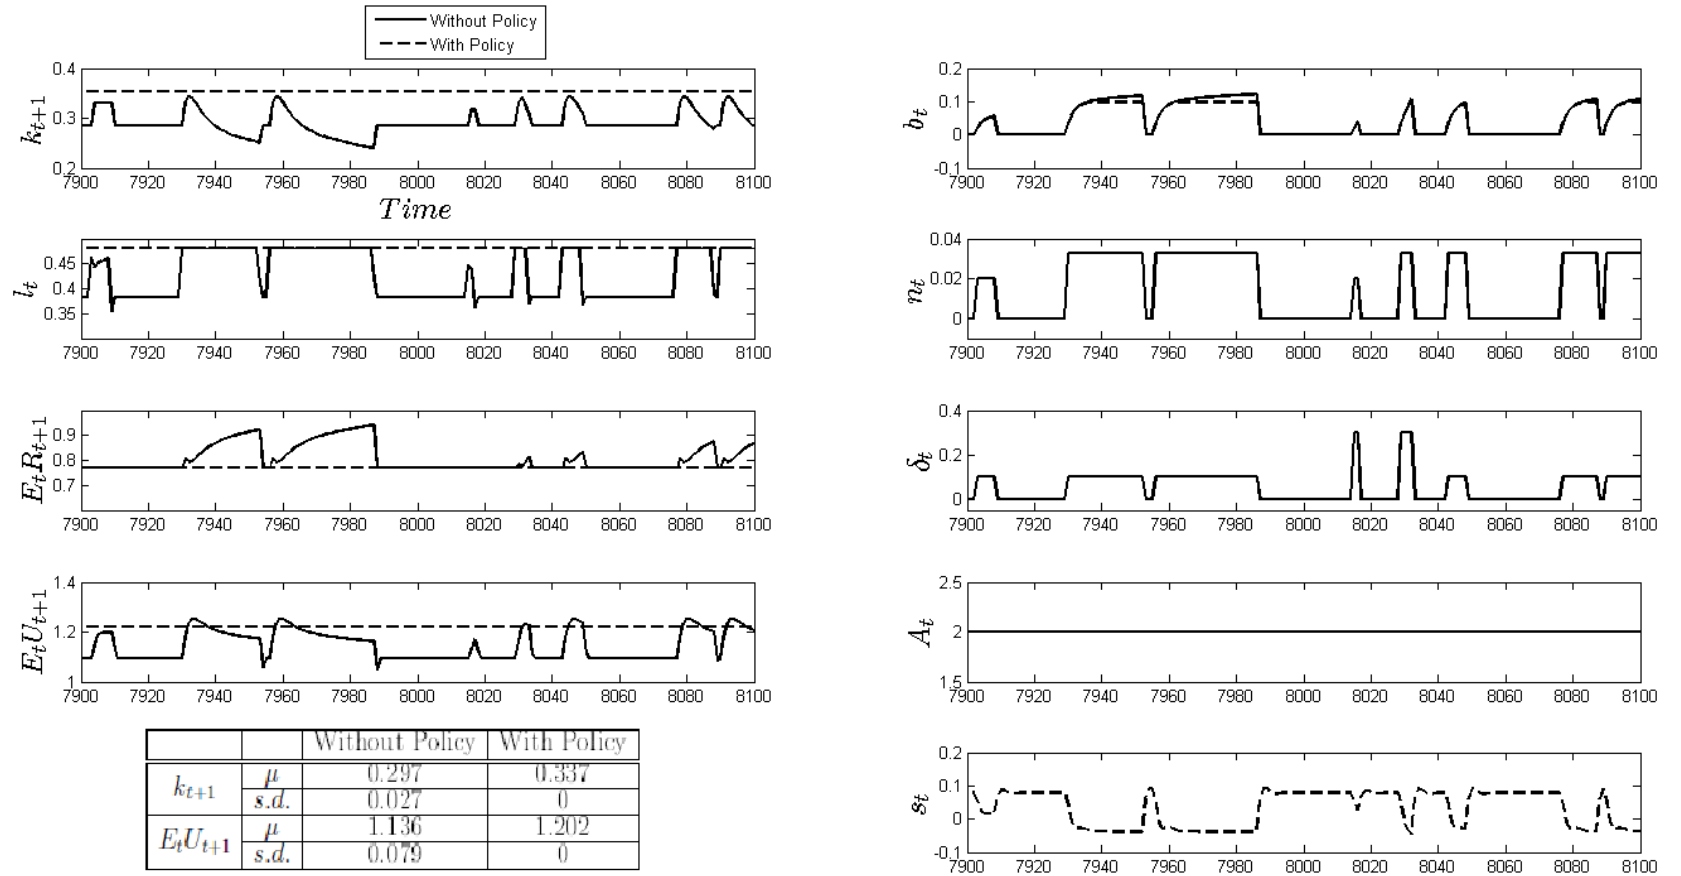 Without Policy
With Policy
k_{t+1}
0.4
0.3
0.2
7900 7920 7940 7960 7980 8000 8020 8040 8060 8080 8100
Time
l_t
0.45
0.4
0.35
7900 7920 7940 7960 7980 8000 8020 8040 8060 8080 8100
E_tR_{t+1}
0.9
0.8
0.7
7900 7920 7940 7960 7980 8000 8020 8040 8060 8080 8100
E_tU_{t+1}
1.4
1.2
1
7900 7920 7940 7960 7980 8000 8020 8040 8060 8080 8100
Without Policy With Policy
k_{t+1} μ 0.297 0.337
s.d. 0.027 0
E_tU_{t+1} μ 1.136 1.202
s.d. 0.079 0
b_t
0.2
0.1
0
-0.1
7900 7920 7940 7960 7980 8000 8020 8040 8060 8080 8100
n_t
0.04
0.02
0
7900 7920 7940 7960 7980 8000 8020 8040 8060 8080 8100
δ_t
0.4
0.2
0
7900 7920 7940 7960 7980 8000 8020 8040 8060 8080 8100
A_t
2.5
2
1.5
7900 7920 7940 7960 7980 8000 8020 8040 8060 8080 8100
s_t
0.2
0.1
0
-0.1
7900 7920 7940 7960 7980 8000 8020 8040 8060 8080 8100